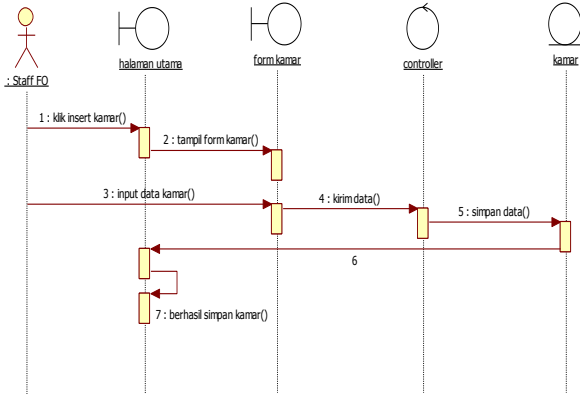 : Staff FO
halaman utama
form kamar
controller
kamar
1 : klik insert kamar()
2 : tampil form kamar()
3 : input data kamar()
4 : kirim data()
5 : simpan data()
6
7 : berhasil simpan kamar()